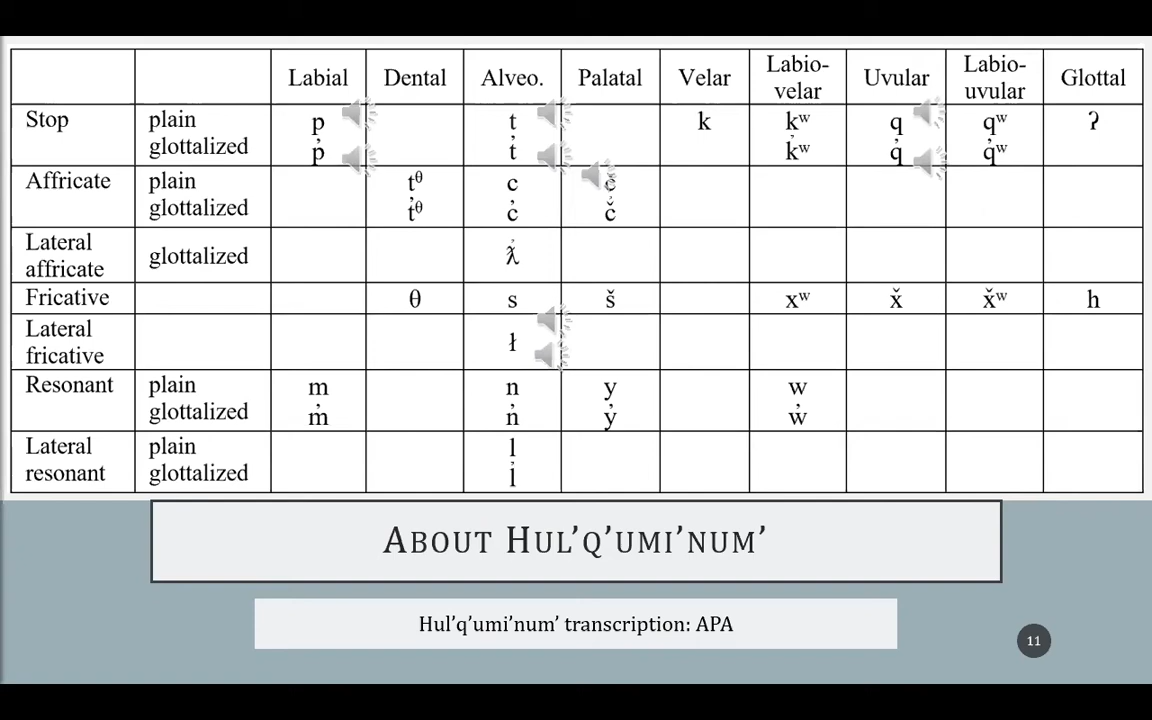 Labial Dental Alveo. Palatal Velar Labio-velar Uvular Labio-uvular Glottal
Stop plain p t k kʷ q qʷ ʔ
glottalized p̓ t̓ k̓ʷ q̓ q̓ʷ
Affricate plain tᶿ c č
glottalized t̓ᶿ c̓ č̓
Lateral affricate glottalized ƛ̓
Fricative θ s š xʷ x̌ x̌ʷ h
Lateral fricative ł
Resonant plain m n y w
glottalized m̓ n̓ y̓ w̓
Lateral plain l
resonant glottalized l̓
About Hul’q’umi’num’
Hul’q’umi’num’ transcription: APA
11